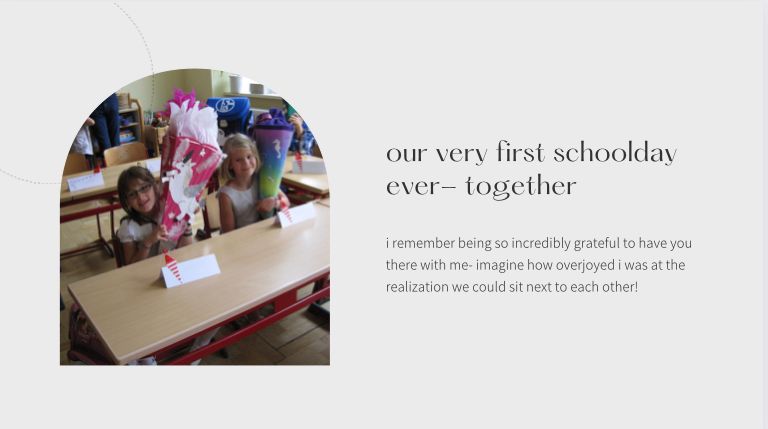 our very first schoolday
ever– together
i remember being so incredibly grateful to have you
there with me- imagine how overjoyed i was at the
realization we could sit next to each other!